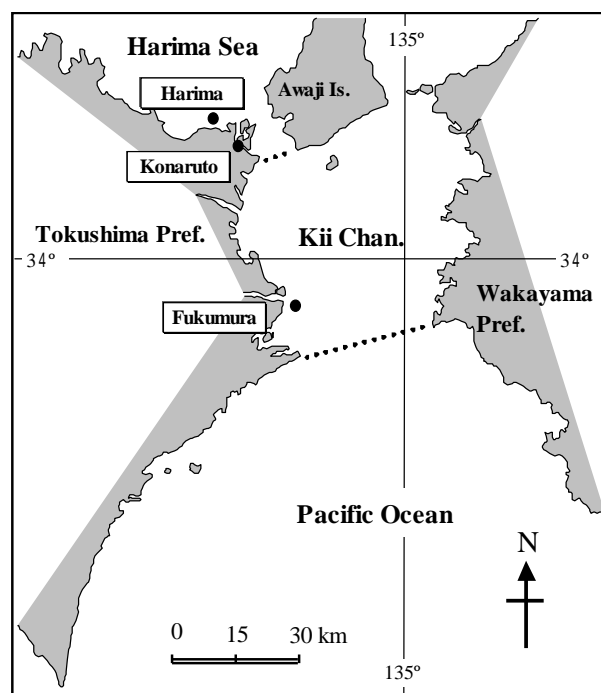 Harima Sea
135°
Harima
Awaji Is.
Konaruto
Tokushima Pref.
Kii Chan.
34°
34°
Wakayama
Pref.
Fukumura
Pacific Ocean
N
0 15 30 km
135°